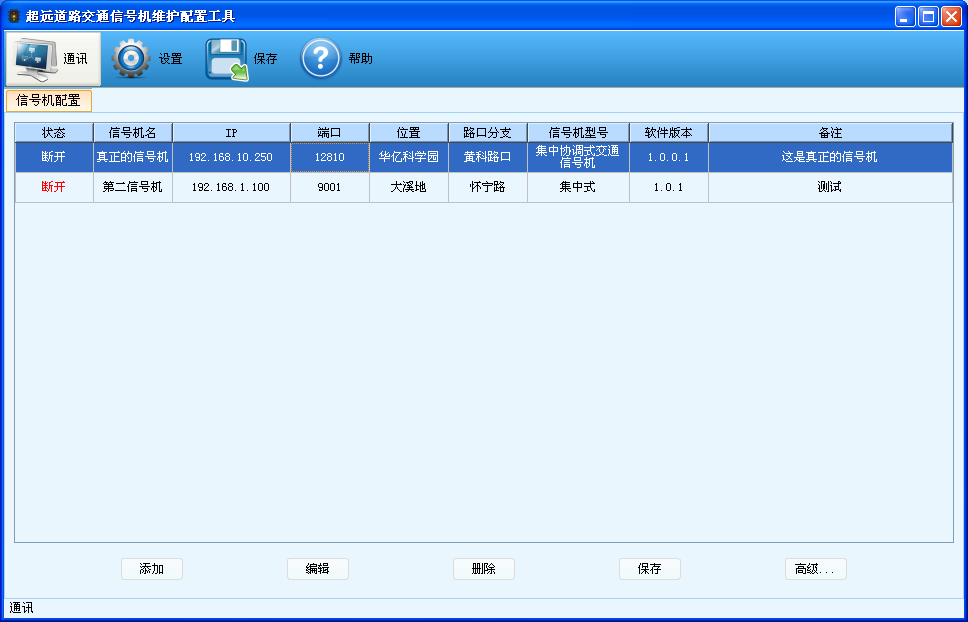 超远道路交通信号机维护配置工具
通讯 设置 保存 帮助
信号机配置
状态 信号机名 IP 端口 位置 路口分支 信号机型号 软件版本 备注
断开 真正的信号机 192.168.10.250 12810 华亿科学园 黄科路口 集中协调式交通信号机 1.0.0.1 这是真正的信号机
断开 第二信号机 192.168.1.100 9001 大溪地 怀宁路 集中式 1.0.1 测试
添加 编辑 删除 保存 高级...
通讯